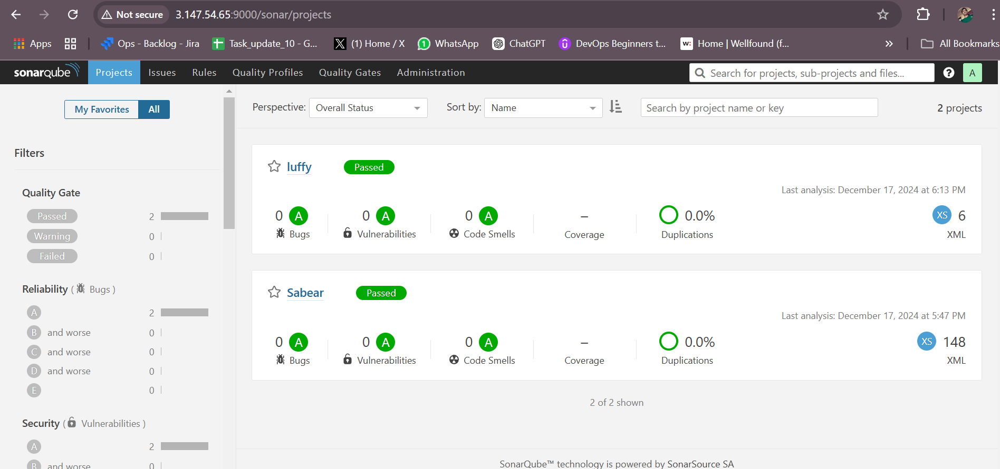 Not secure 3.147.54.65:9000/sonar/projects
Apps Ops - Backlog - Jira Task_update_10 - G... (1) Home / X 1 WhatsApp ChatGPT DevOps Beginners t... w: Home | Wellfound (f... » All Bookmarks
sonarqube Projects Issues Rules Quality Profiles Quality Gates Administration Search for projects, sub-projects and files... ? A
My Favorites All
Perspective: Overall Status Sort by: Name Search by project name or key 2 projects
Filters
Quality Gate
Passed 2
Warning 0
Failed 0
Reliability ( Bugs )
A 2
B and worse 0
C and worse 0
D and worse 0
E 0
Security ( Vulnerabilities )
A 2
B and worse 0
luffy Passed
Last analysis: December 17, 2024 at 6:13 PM
0 A 0 A 0 A – 0.0% XS 6
Bugs Vulnerabilities Code Smells Coverage Duplications XML
Sabear Passed
Last analysis: December 17, 2024 at 5:47 PM
0 A 0 A 0 A – 0.0% XS 148
Bugs Vulnerabilities Code Smells Coverage Duplications XML
2 of 2 shown
SonarQube™ technology is powered by SonarSource SA